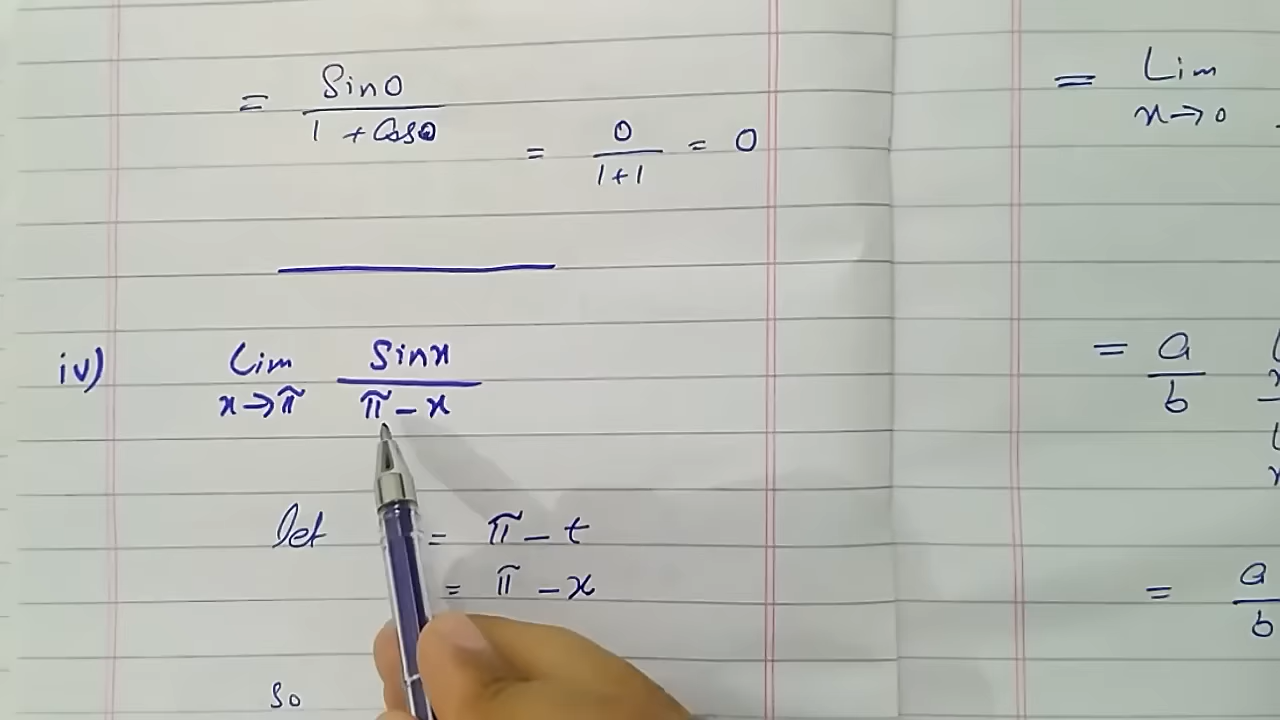 = Sin0 / 1 + Cos0 = 0 / 1+1 = 0
iv) Lim x→π Sinx / π - x
let = π - t
= π - x
So
= Lim x→0
= a / b
= a / b